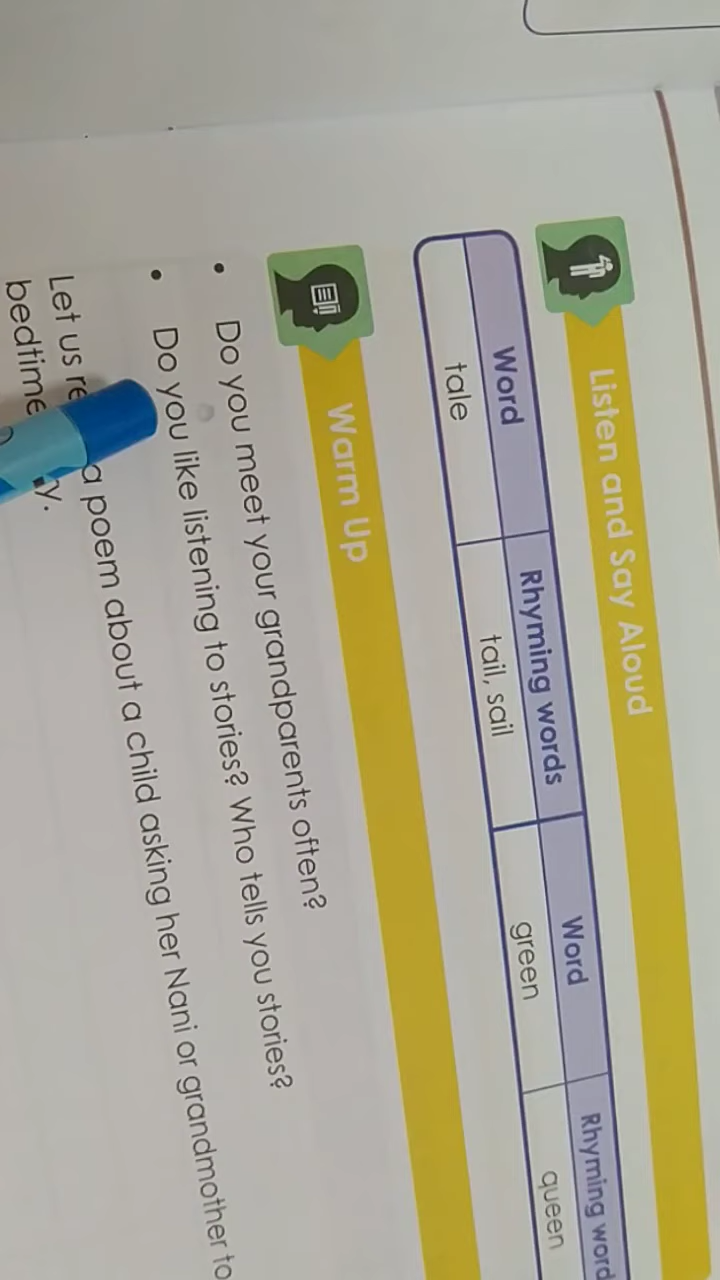 Listen and Say Aloud
Word Rhyming words Word Rhyming word
tale tail, sail green queen
Warm Up
• Do you meet your grandparents often?
• Do you like listening to stories? Who tells you stories?
Let us a poem about a child asking her Nani or grandmother to
bedtime